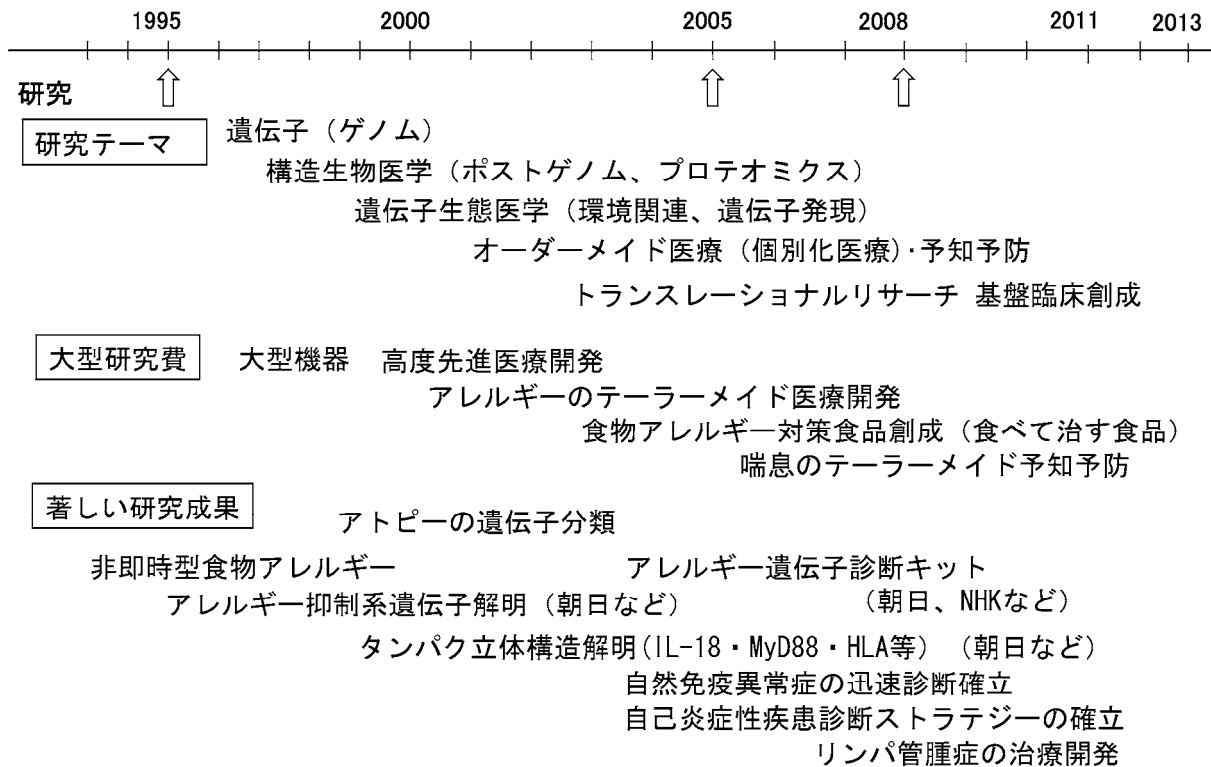 1995 2000 2005 2008 2011 2013
研究
研究テーマ
遺伝子（ゲノム）
構造生物医学（ポストゲノム、プロテオミクス）
遺伝子生態医学（環境関連、遺伝子発現）
オーダーメイド医療（個別化医療）・予知予防
トランスレーショナルリサーチ 基盤臨床創成
大型研究費 大型機器 高度先進医療開発
アレルギーのテーラーメイド医療開発
食物アレルギー対策食品創成（食べて治す食品）
喘息のテーラーメイド予知予防
著しい研究成果
アトピーの遺伝子分類
非即時型食物アレルギー アレルギー遺伝子診断キット
アレルギー抑制系遺伝子解明（朝日など） （朝日、NHKなど）
タンパク立体構造解明(IL-18・MyD88・HLA等）（朝日など）
自然免疫異常症の迅速診断確立
自己炎症性疾患診断ストラテジーの確立
リンパ管腫症の治療開発